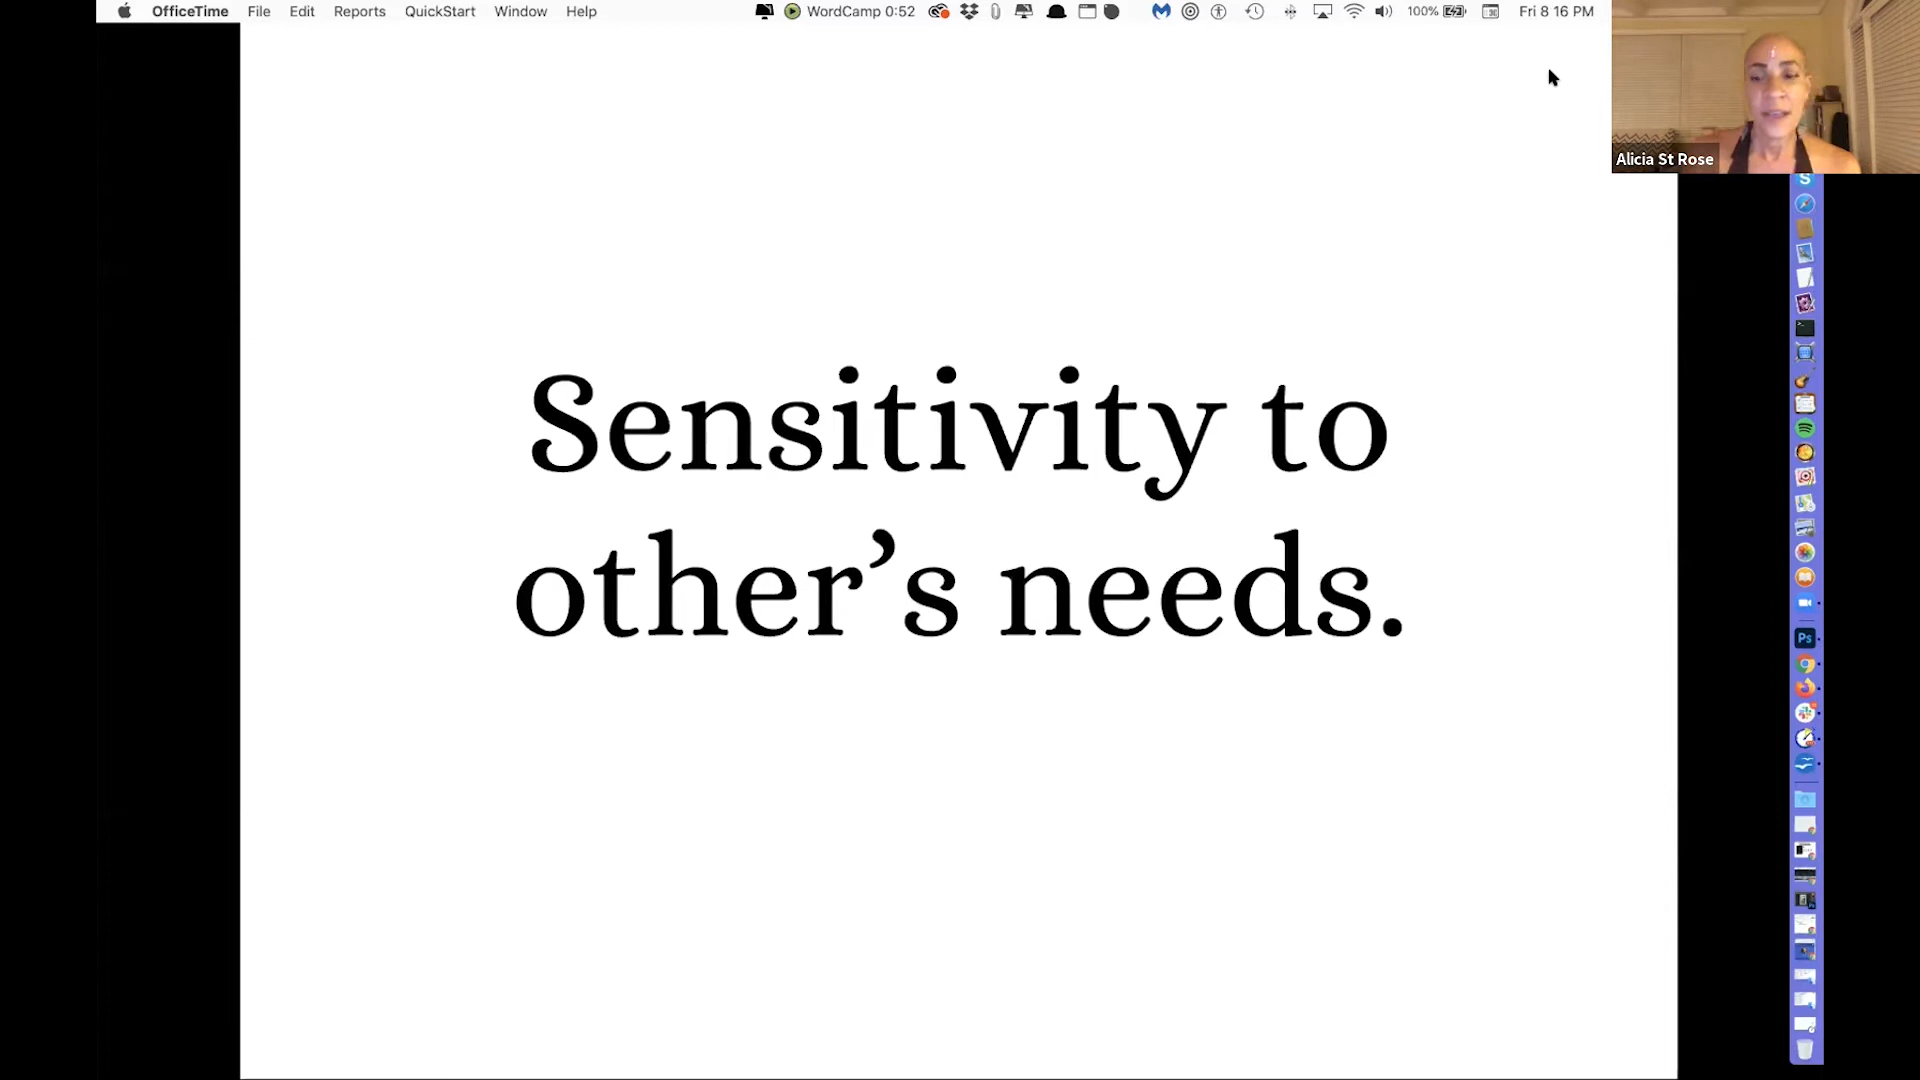 OfficeTime File Edit Reports QuickStart Window Help WordCamp 0:52 100% Fri 8 16 PM
Alicia St Rose
S
Sensitivity to
other’s needs.
Ps